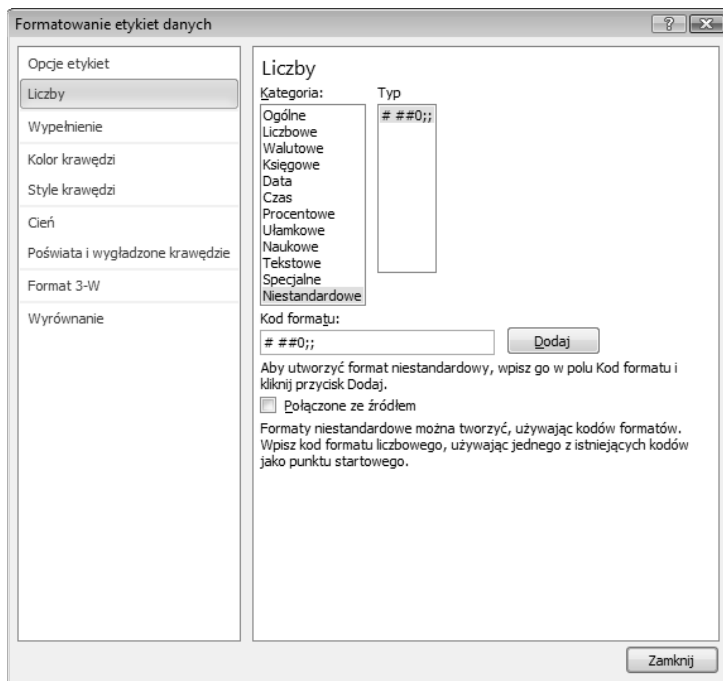 Formatowanie etykiet danych
Opcje etykiet
Liczby
Wypełnienie
Kolor krawędzi
Style krawędzi
Cień
Poświata i wygładzone krawędzie
Format 3-W
Wyrównanie
Liczby
Kategoria:
Typ
Ogólne
Liczbowe
Walutowe
Księgowe
Data
Czas
Procentowe
Ułamkowe
Naukowe
Tekstowe
Specjalne
Niestandardowe
# ##0;;
Kod formatu:
# ##0;;
Dodaj
Aby utworzyć format niestandardowy, wpisz go w polu Kod formatu i
kliknij przycisk Dodaj.
Połączone ze źródłem
Formaty niestandardowe można tworzyć, używając kodów formatów.
Wpisz kod formatu liczbowego, używając jednego z istniejących kodów
jako punktu startowego.
Zamknij